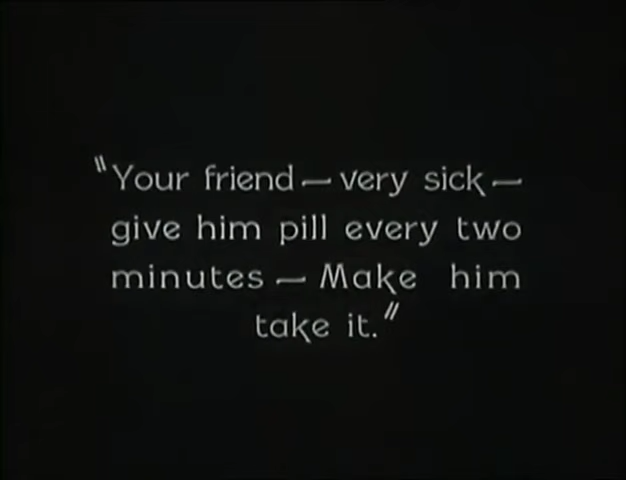 "Your friend — very sick —
give him pill every two
minutes — Make him
take it."